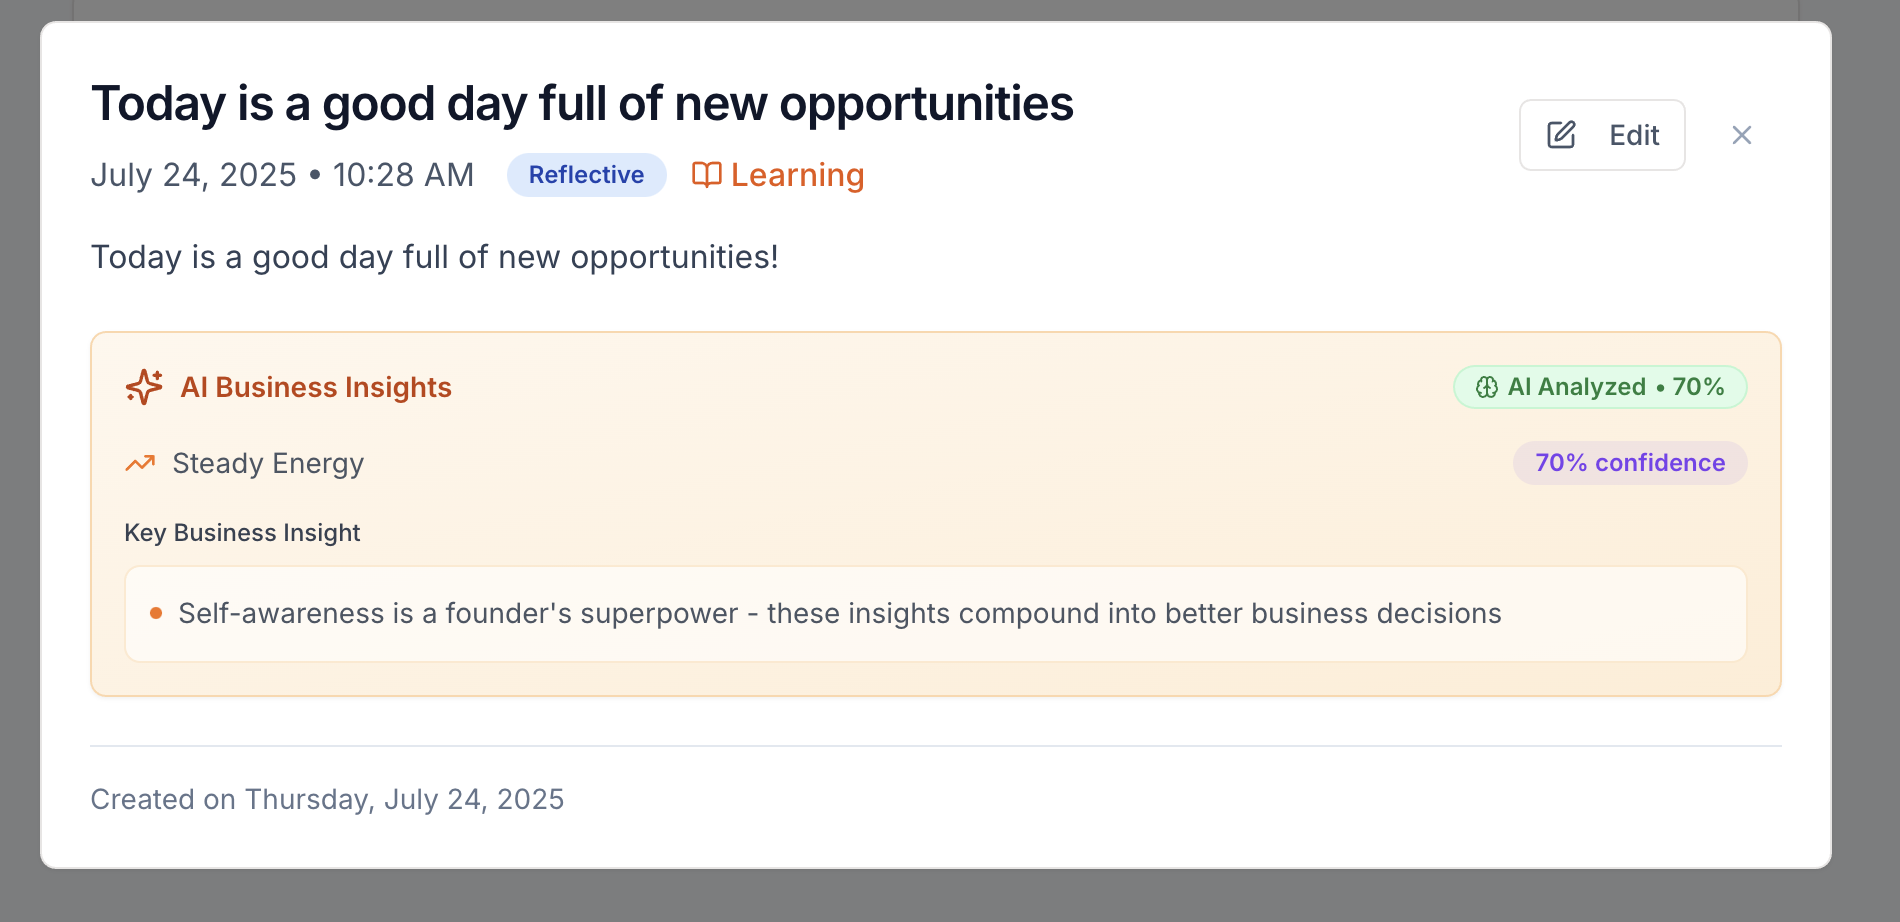 Today is a good day full of new opportunities
Edit
July 24, 2025 • 10:28 AM Reflective Learning
Today is a good day full of new opportunities!
AI Business Insights AI Analyzed • 70%
Steady Energy 70% confidence
Key Business Insight
• Self-awareness is a founder's superpower - these insights compound into better business decisions
Created on Thursday, July 24, 2025